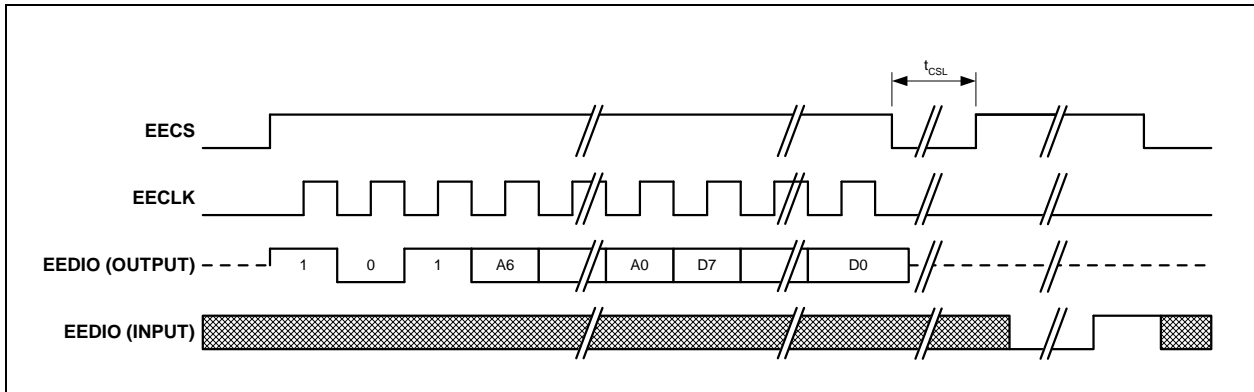 tCSL
EECS
EECLK
EEDIO (OUTPUT) 1 0 1 A6 A0 D7 D0
EEDIO (INPUT)